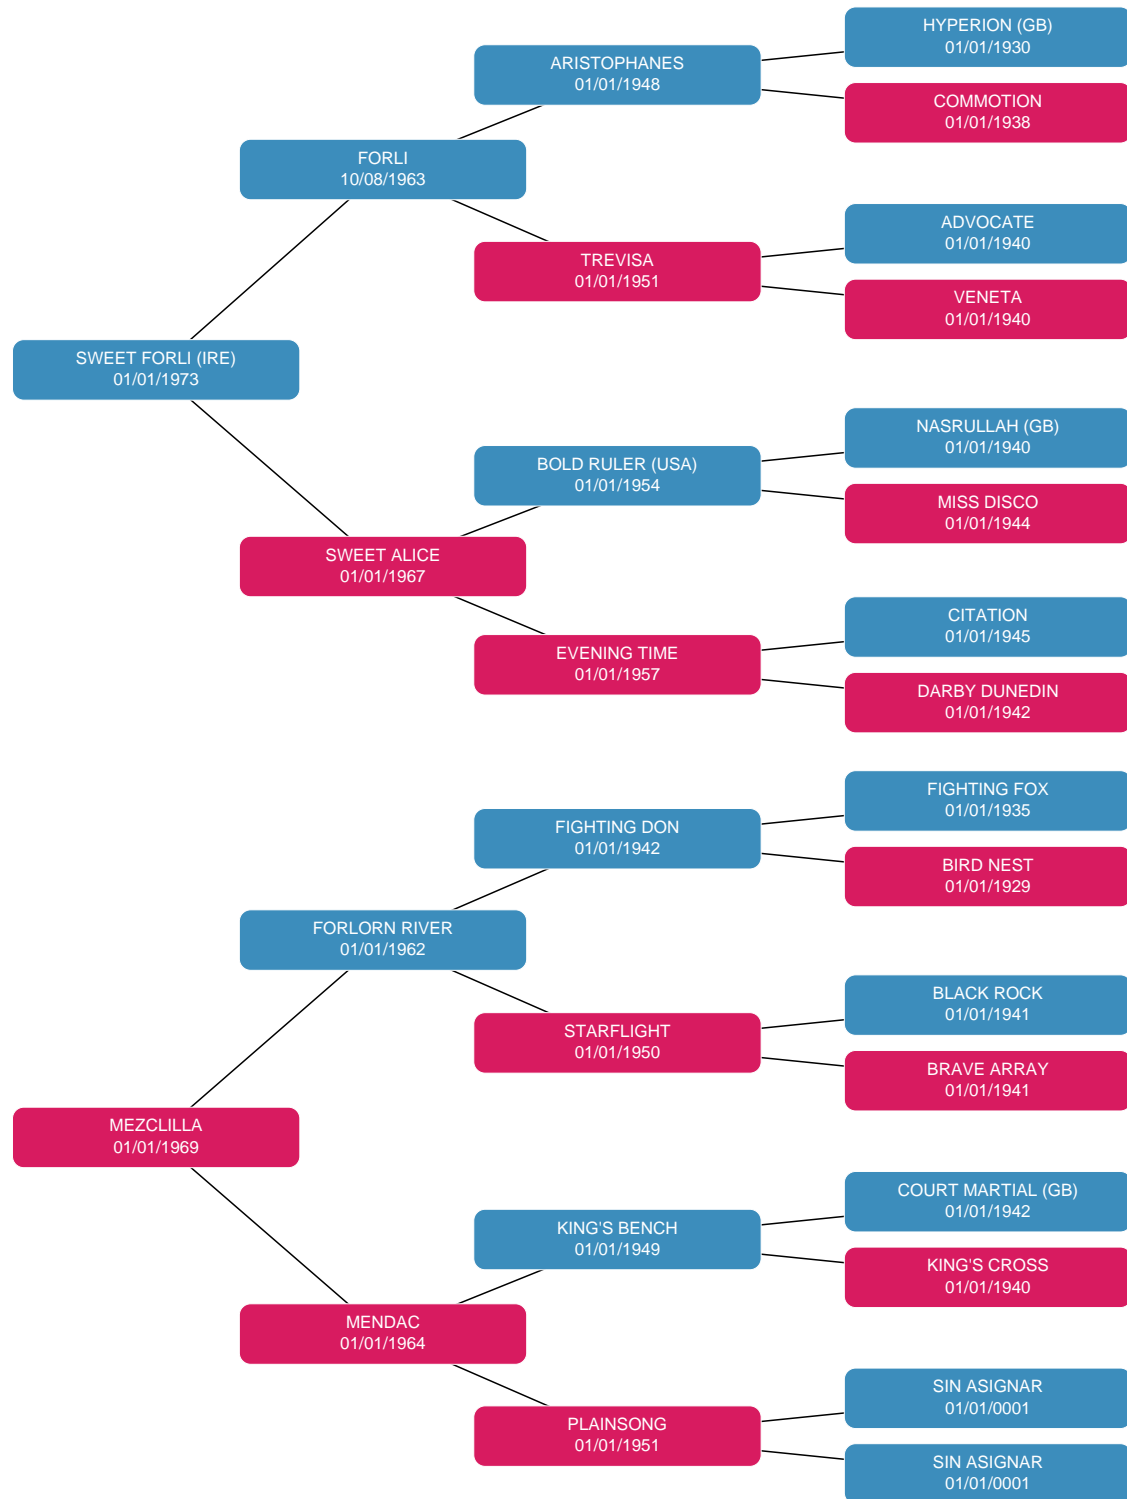 HYPERION (GB)
01/01/1930
ARISTOPHANES
01/01/1948
COMMOTION
01/01/1938
FORLI
10/08/1963
ADVOCATE
01/01/1940
TREVISA
01/01/1951
VENETA
01/01/1940
SWEET FORLI (IRE)
01/01/1973
NASRULLAH (GB)
01/01/1940
BOLD RULER (USA)
01/01/1954
MISS DISCO
01/01/1944
SWEET ALICE
01/01/1967
CITATION
01/01/1945
EVENING TIME
01/01/1957
DARBY DUNEDIN
01/01/1942
FIGHTING FOX
01/01/1935
FIGHTING DON
01/01/1942
BIRD NEST
01/01/1929
FORLORN RIVER
01/01/1962
BLACK ROCK
01/01/1941
STARFLIGHT
01/01/1950
BRAVE ARRAY
01/01/1941
MEZCLILLA
01/01/1969
COURT MARTIAL (GB)
01/01/1942
KING'S BENCH
01/01/1949
KING'S CROSS
01/01/1940
MENDAC
01/01/1964
SIN ASIGNAR
01/01/0001
PLAINSONG
01/01/1951
SIN ASIGNAR
01/01/0001